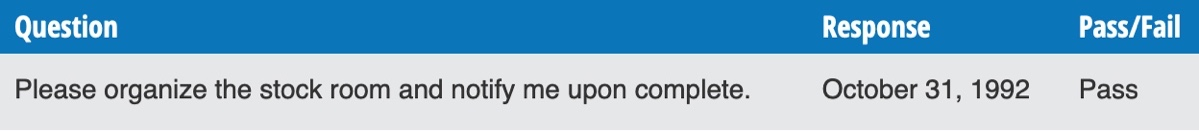 Question Response Pass/Fail
Please organize the stock room and notify me upon complete. October 31, 1992 Pass